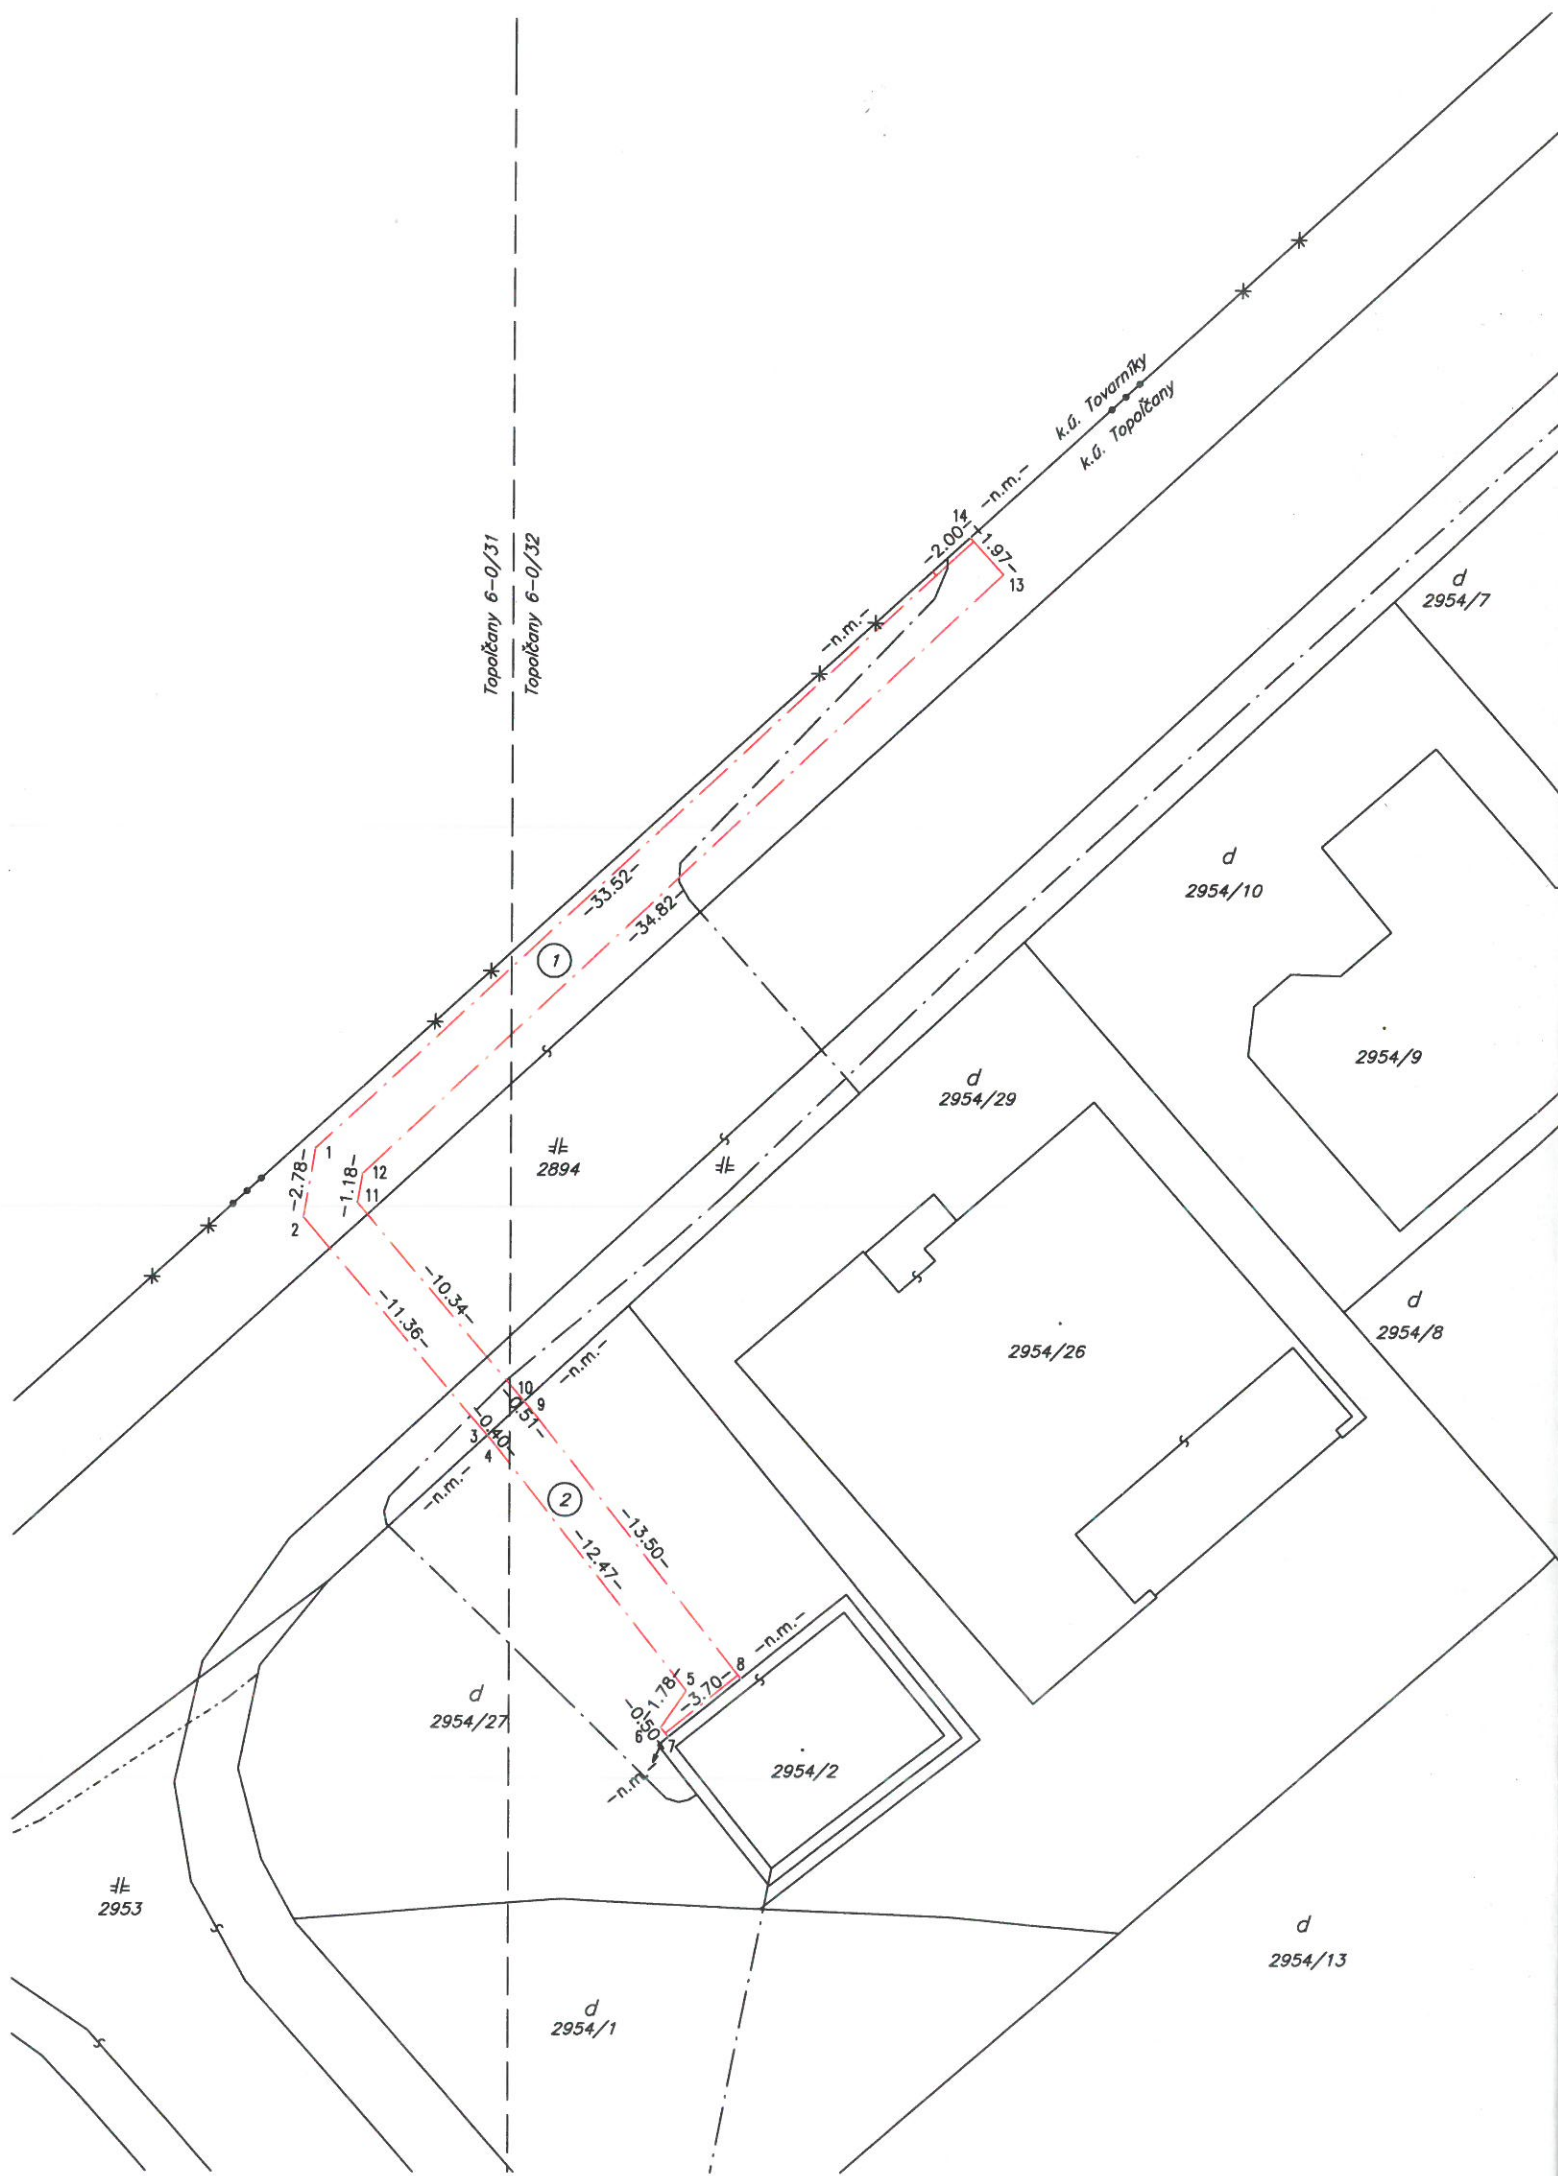 k.ú. Tovarníky
k.ú. Topoľčany
-n.m.-
14
-2.00-
-1.97-
13
Topoľčany 6-0/31
Topoľčany 6-0/32
d
2954/7
-n.m.-
d
2954/10
-33.52-
-34.82-
1
2954/9
d
2954/29
2894
1
-2.78-
12
-1.18-
11
2
-10.34-
-11.36-
d
2954/8
2954/26
-n.m.-
10
9
-0.51-
-0.40-
3
4
-n.m.-
2
-13.50-
-12.47-
-n.m.-
8
5
-1.78-
-3.70-
-0.50-
6
7
d
2954/27
-n.m.-
2954/2
2953
d
2954/13
d
2954/1